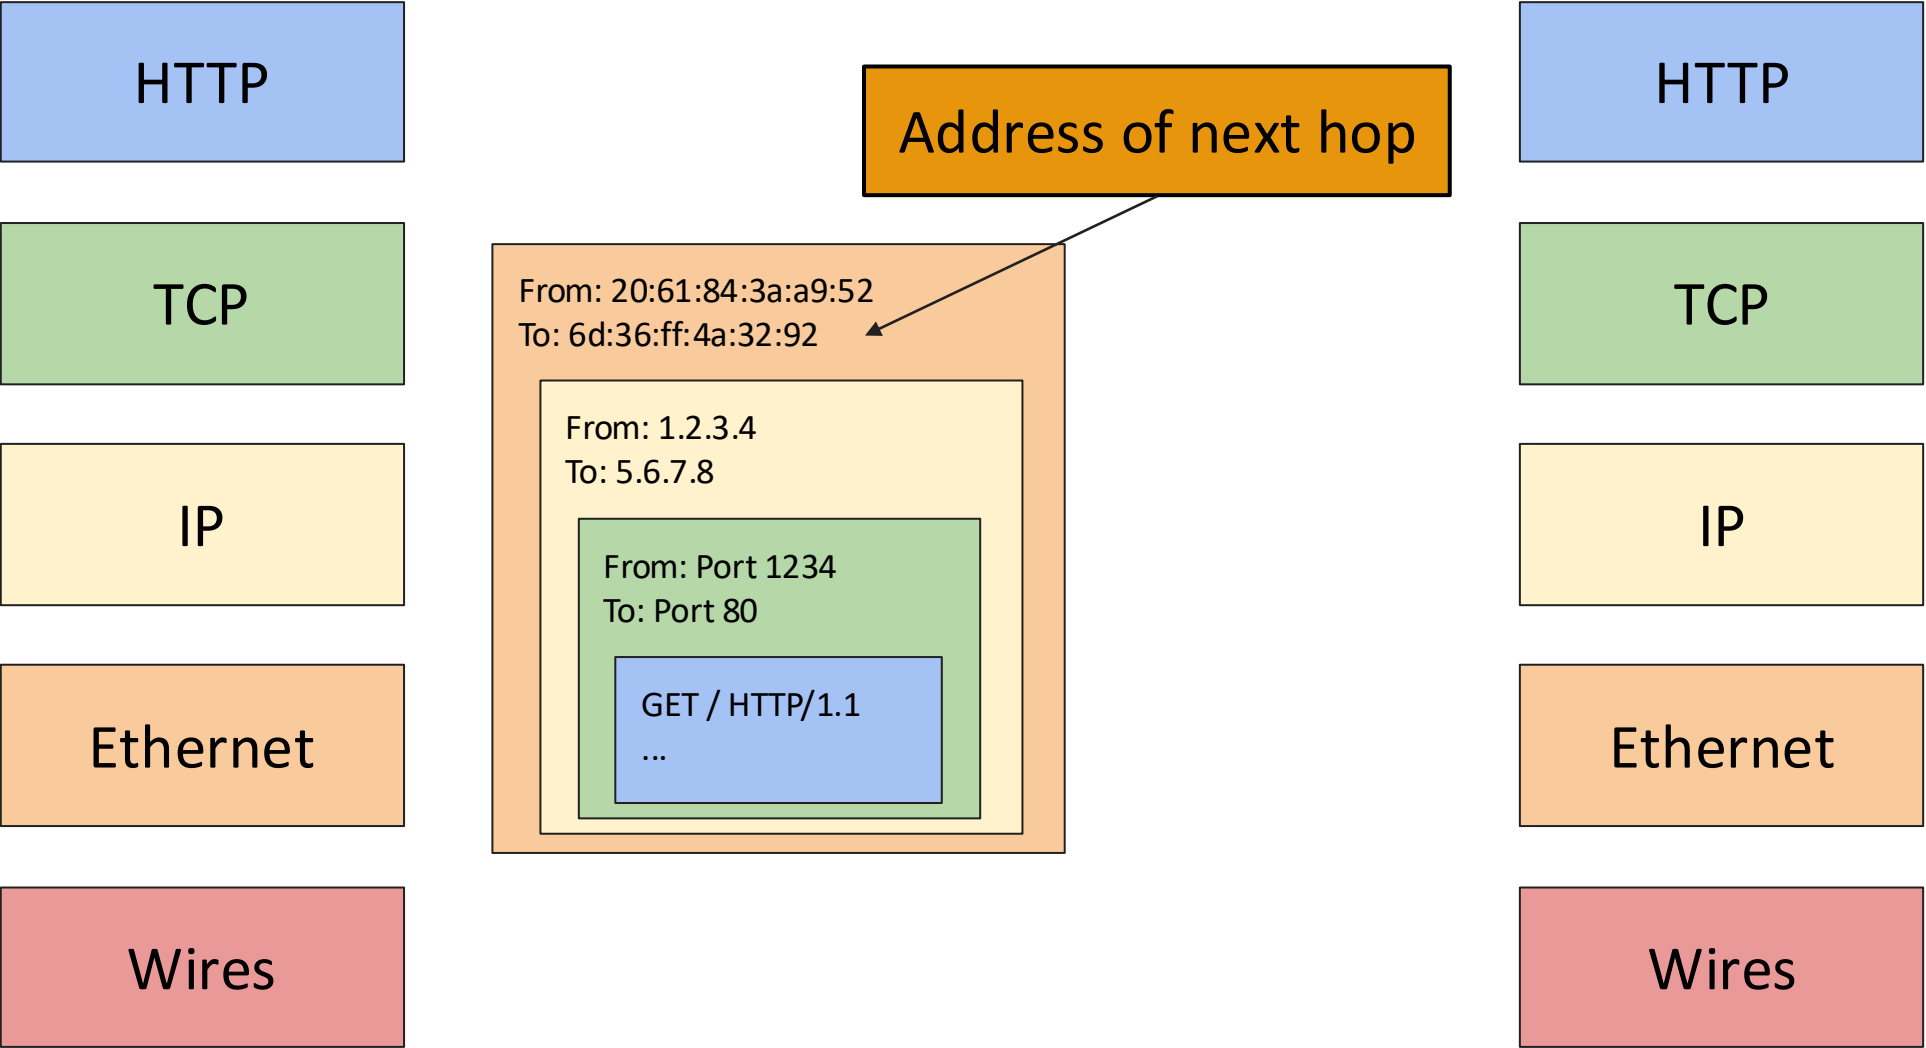 HTTP
TCP
IP
Ethernet
Wires
Address of next hop
From: 20:61:84:3a:a9:52
To: 6d:36:ff:4a:32:92
From: 1.2.3.4
To: 5.6.7.8
From: Port 1234
To: Port 80
GET / HTTP/1.1
...
HTTP
TCP
IP
Ethernet
Wires